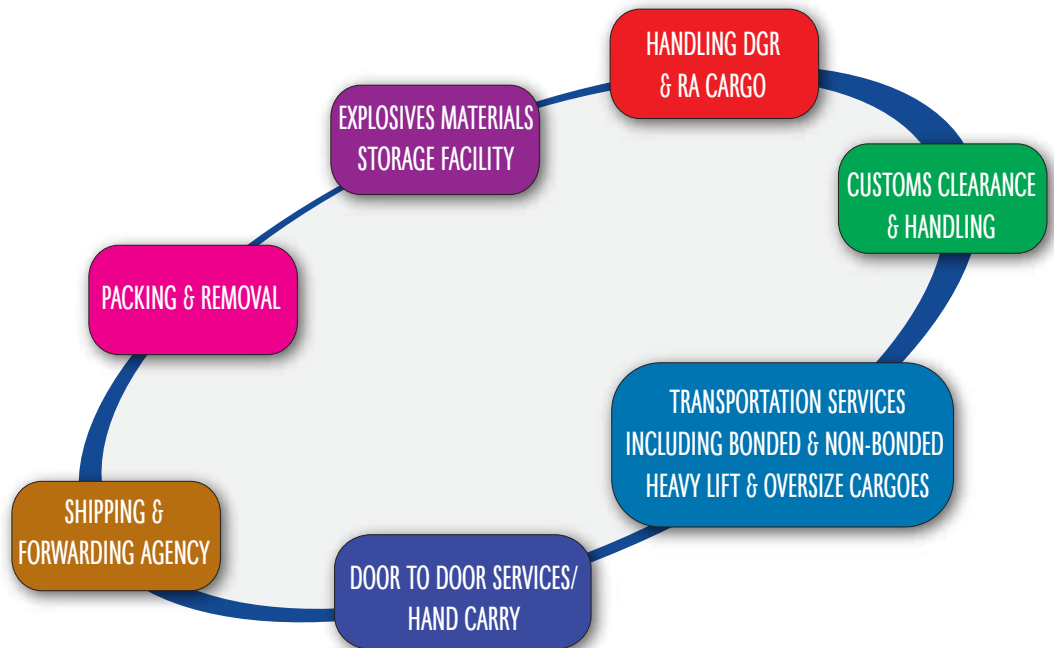 HANDLING DGR
& RA CARGO
EXPLOSIVES MATERIALS
STORAGE FACILITY
CUSTOMS CLEARANCE
& HANDLING
PACKING & REMOVAL
TRANSPORTATION SERVICES
INCLUDING BONDED & NON-BONDED
HEAVY LIFT & OVERSIZE CARGOES
SHIPPING &
FORWARDING AGENCY
DOOR TO DOOR SERVICES/
HAND CARRY